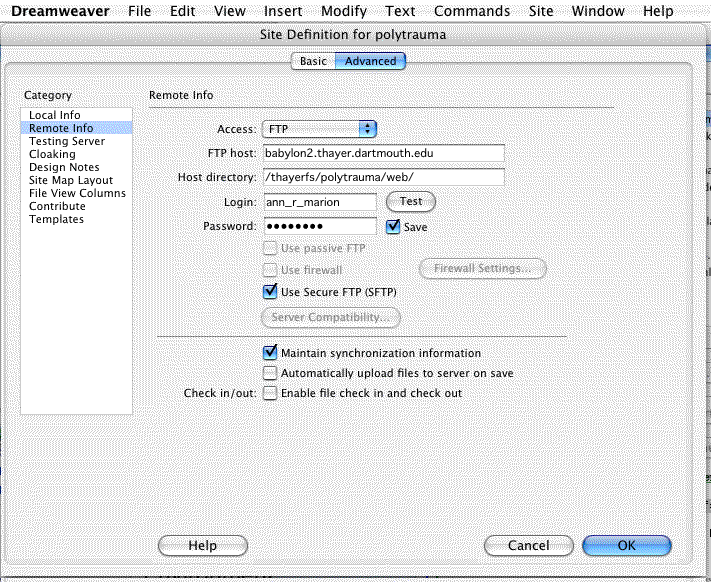 Dreamweaver File Edit View Insert Modify Text Commands Site Window Help
Site Definition for polytrauma
Basic Advanced
Category
Local Info
Remote Info
Testing Server
Cloaking
Design Notes
Site Map Layout
File View Columns
Contribute
Templates
Remote Info
Access: FTP
FTP host: babylon2.thayer.dartmouth.edu
Host directory: /thayerfs/polytrauma/web/
Login: ann_r_marion Test
Password: •••••••• Save
Use passive FTP
Use firewall Firewall Settings...
Use Secure FTP (SFTP)
Server Compatibility...
Maintain synchronization information
Automatically upload files to server on save
Check in/out: Enable file check in and check out
Help Cancel OK